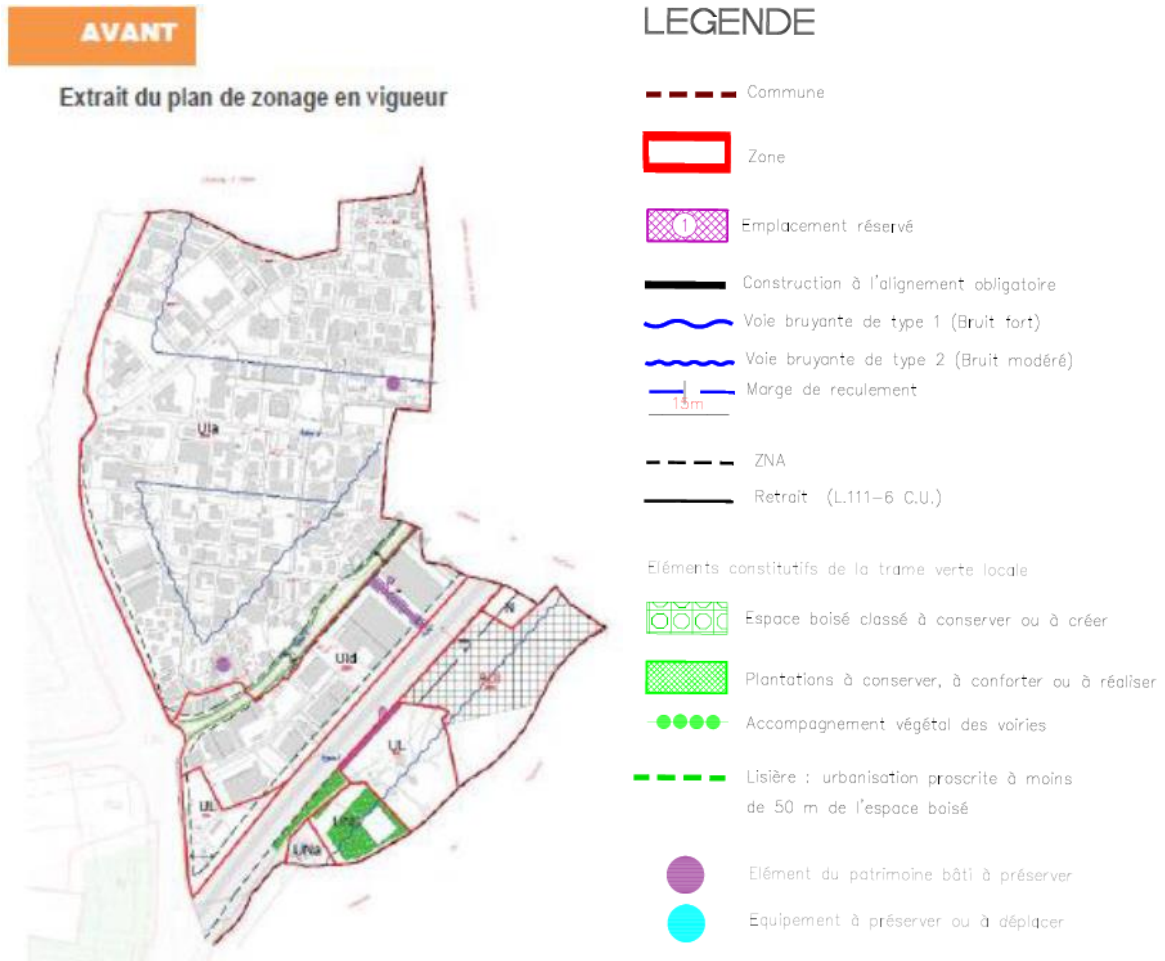 AVANT
Extrait du plan de zonage en vigueur
UIa
UId
N
UL
UL
UNa
LEGENDE
Commune
Zone
1
Emplacement réservé
Construction à l'alignement obligatoire
Voie bruyante de type 1 (Bruit fort)
Voie bruyante de type 2 (Bruit modéré)
Marge de reculement
15m
ZNA
Retrait (L.111-6 C.U.)
Eléments constitutifs de la trame verte locale
Espace boisé classé à conserver ou à créer
Plantations à conserver, à conforter ou à réaliser
Accompagnement végétal des voiries
Lisière : urbanisation proscrite à moins
de 50 m de l'espace boisé
Elément du patrimoine bâti à préserver
Equipement à préserver ou à déplacer